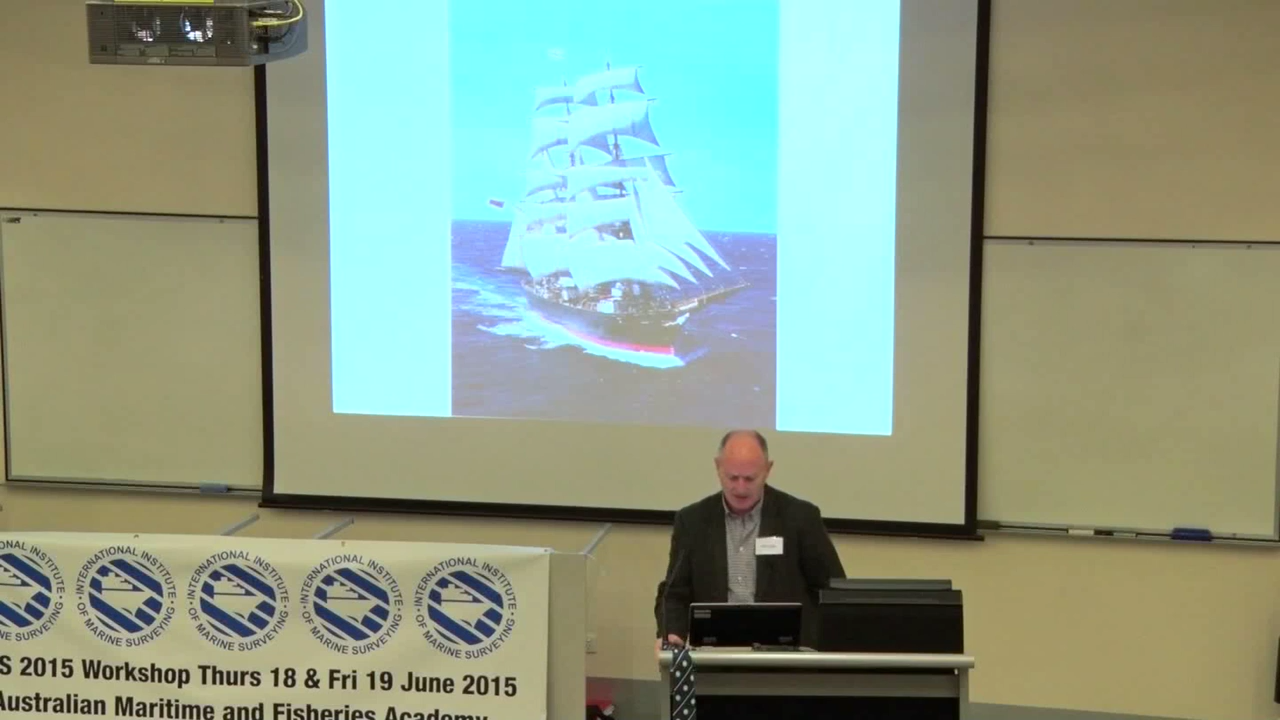 INTERNATIONAL INSTITUTE OF MARINE SURVEYING
INTERNATIONAL INSTITUTE OF MARINE SURVEYING
INTERNATIONAL INSTITUTE OF MARINE SURVEYING
INTERNATIONAL INSTITUTE OF MARINE SURVEYING
INTERNATIONAL INSTITUTE OF MARINE SURVEYING
S 2015 Workshop Thurs 18 & Fri 19 June 2015
Australian Maritime and Fisheries Academy